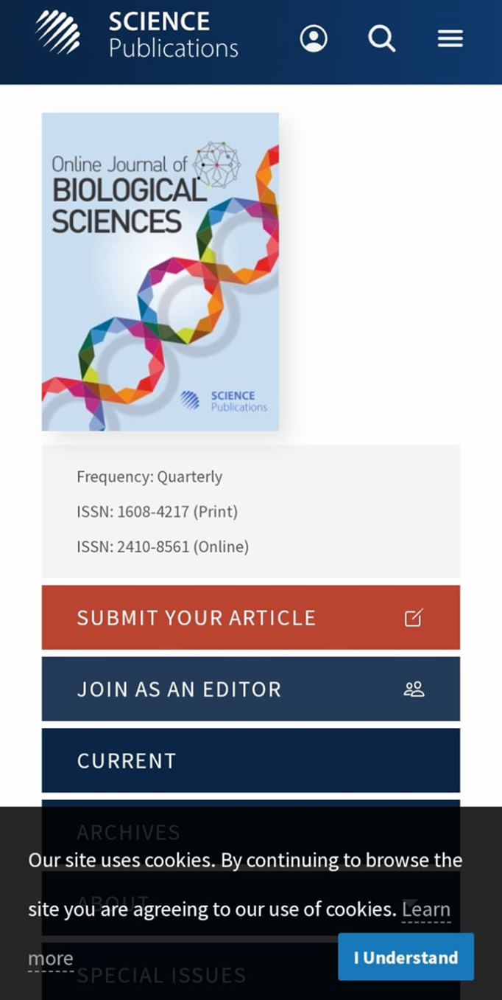 SCIENCE
Publications
Online Journal of
BIOLOGICAL
SCIENCES
SCIENCE
Publications
Frequency: Quarterly
ISSN: 1608-4217 (Print)
ISSN: 2410-8561 (Online)
SUBMIT YOUR ARTICLE
JOIN AS AN EDITOR
CURRENT
ARCHIVES
Our site uses cookies. By continuing to browse the
ABOUT
site you are agreeing to our use of cookies. Learn
more
I Understand
SPECIAL ISSUES